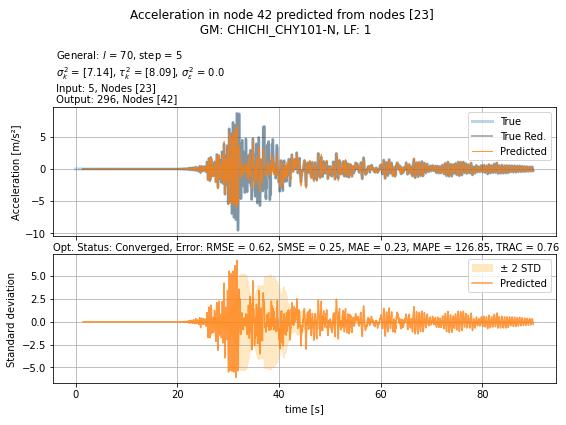 Acceleration in node 42 predicted from nodes [23]
GM: CHICHI_CHY101-N, LF: 1
General: l = 70, step = 5
σ²ₖ = [7.14], τ²ₖ = [8.09], σ²ε = 0.0
Input: 5, Nodes [23]
Output: 296, Nodes [42]
Acceleration [m/s²]
5
0
−5
−10
True
True Red.
Predicted
Opt. Status: Converged, Error: RMSE = 0.62, SMSE = 0.25, MAE = 0.23, MAPE = 126.85, TRAC = 0.76
Standard deviation
5.0
2.5
0.0
−2.5
−5.0
± 2 STD
Predicted
0 20 40 60 80
time [s]